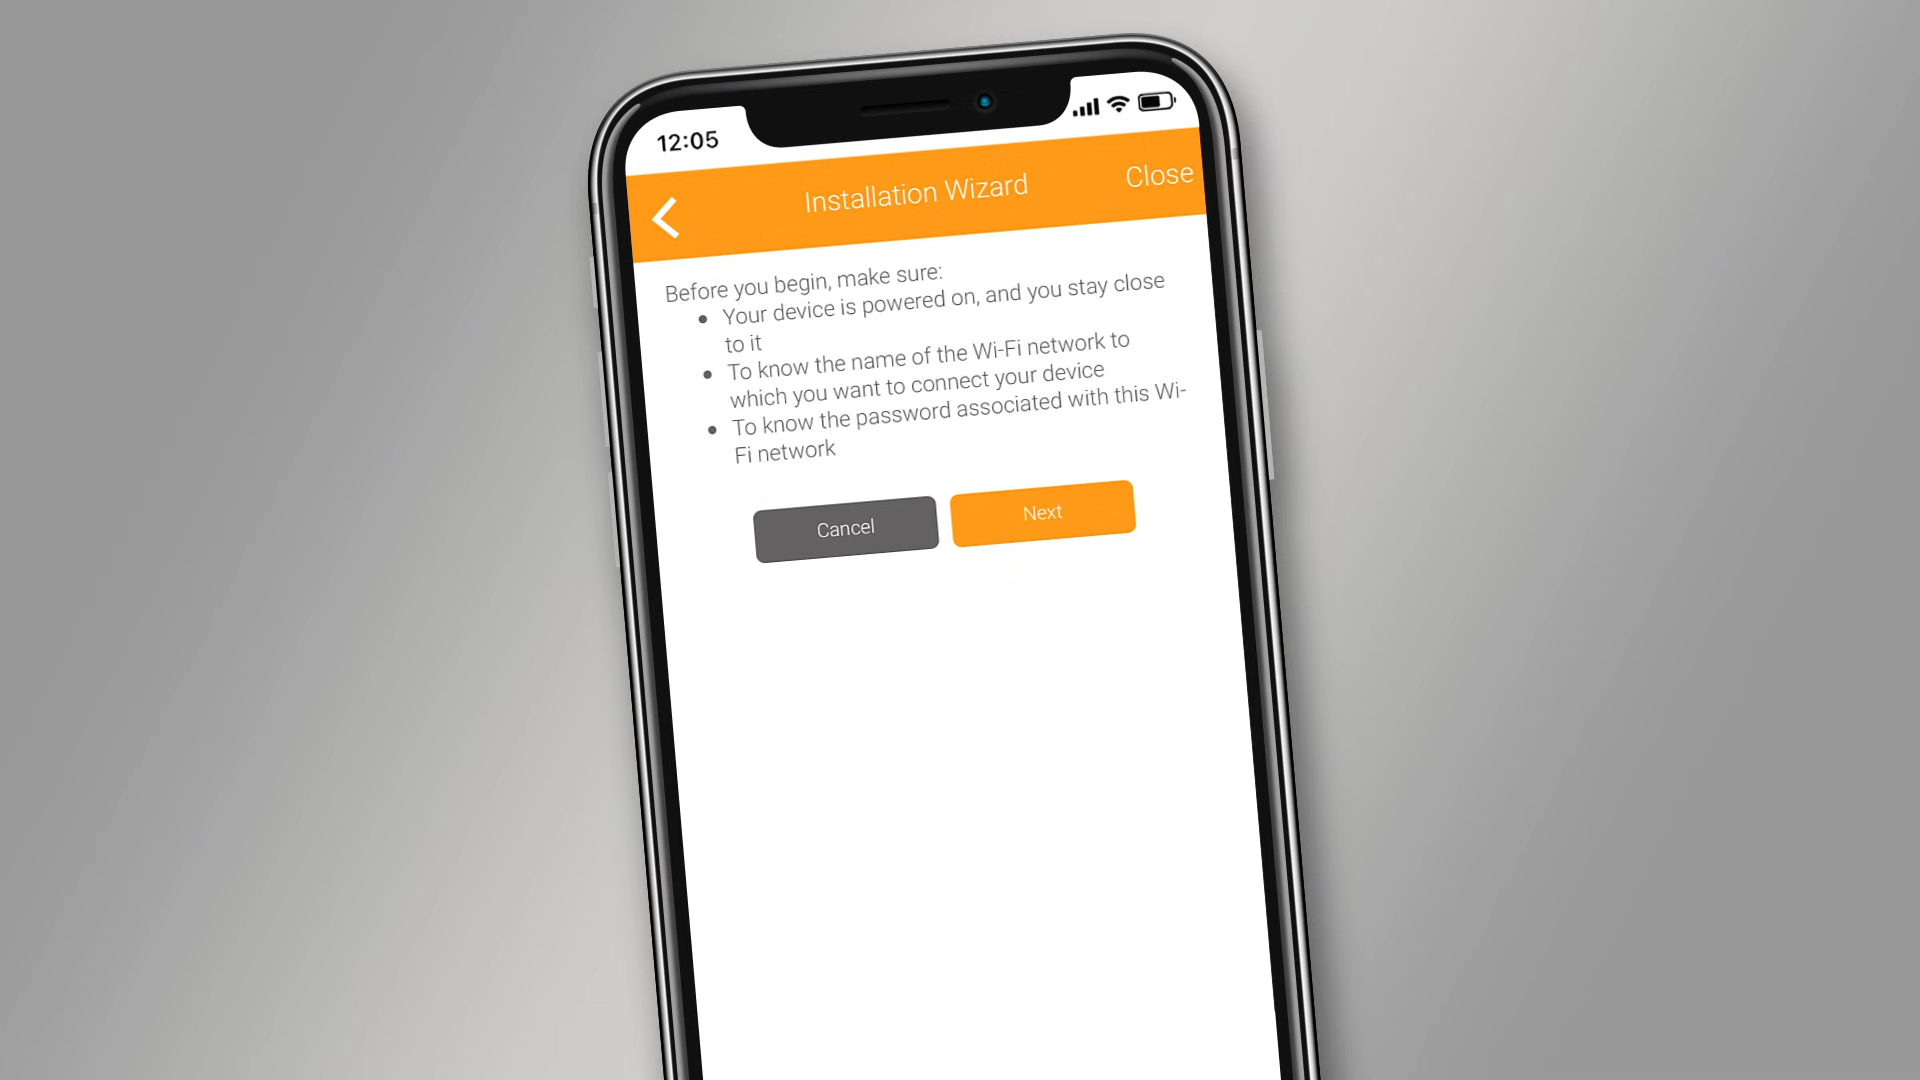 12:05
Installation Wizard
Close
Before you begin, make sure:
Your device is powered on, and you stay close
to it
To know the name of the Wi-Fi network to
which you want to connect your device
To know the password associated with this Wi-
Fi network
Cancel
Next